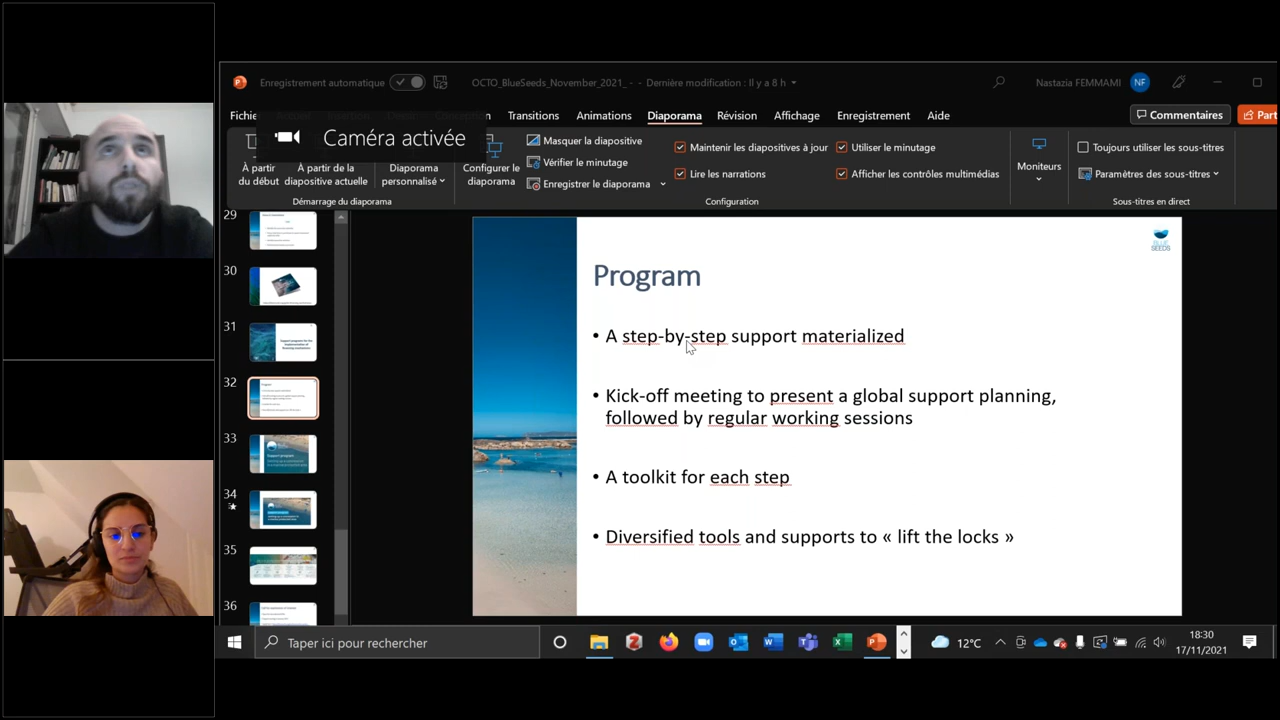 Enregistrement automatique
OCTO_BlueSeeds_November_2021_ - - Dernière modification : Il y a 8 h
Nastazia FEMMAMI
NF
Fichie
Transitions
Animations
Diaporama
Révision
Affichage
Enregistrement
Aide
Commentaires
Part
Caméra activée
À partir
du début
À partir de la
diapositive actuelle
Diaporama
personnalisé
Configurer le
diaporama
Masquer la diapositive
Vérifier le minutage
Enregistrer le diaporama
Maintenir les diapositives à jour
Lire les narrations
Utiliser le minutage
Afficher les contrôles multimédias
Moniteurs
Toujours utiliser les sous-titres
Paramètres des sous-titres
Démarrage du diaporama
Configuration
Sous-titres en direct
29
30
31
32
33
34
35
36
Program
Support program
BLUE
SEEDS
Program
• A step-by-step support materialized
• Kick-off meeting to present a global support planning,
followed by regular working sessions
• A toolkit for each step
• Diversified tools and supports to « lift the locks »
Taper ici pour rechercher
12°C
18:30
17/11/2021